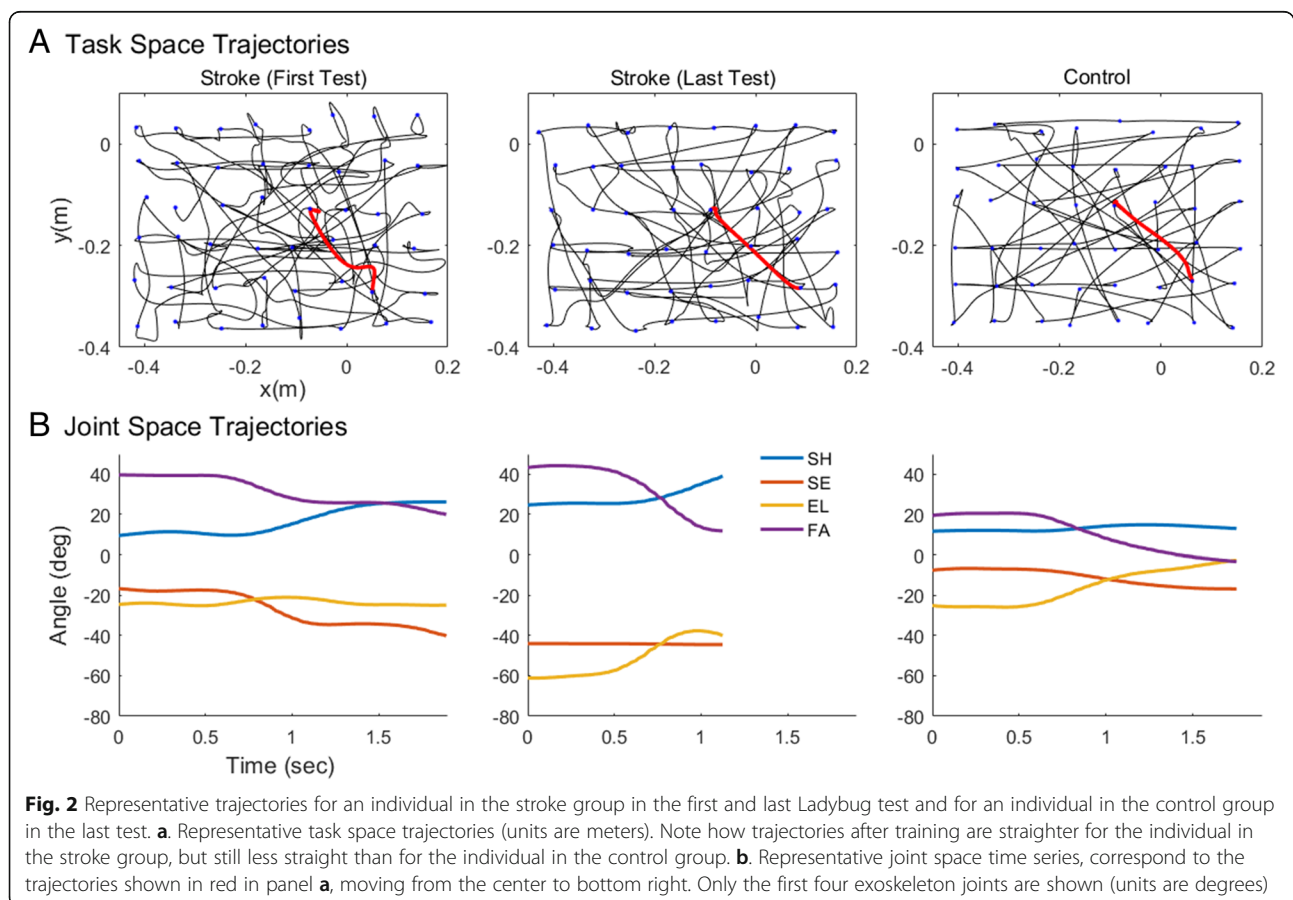 A Task Space Trajectories
Stroke (First Test)
Stroke (Last Test)
Control
0
-0.2
-0.4
y(m)
-0.4 -0.2 0 0.2
x(m)
0
-0.2
-0.4
-0.4 -0.2 0 0.2
0
-0.2
-0.4
-0.4 -0.2 0 0.2
B Joint Space Trajectories
40
20
0
-20
-40
-60
-80
Angle (deg)
0 0.5 1 1.5
Time (sec)
40
20
0
-20
-40
-60
-80
0 0.5 1 1.5
SH
SE
EL
FA
40
20
0
-20
-40
-60
-80
0 0.5 1 1.5
Fig. 2 Representative trajectories for an individual in the stroke group in the first and last Ladybug test and for an individual in the control group
in the last test. a. Representative task space trajectories (units are meters). Note how trajectories after training are straighter for the individual in
the stroke group, but still less straight than for the individual in the control group. b. Representative joint space time series, correspond to the
trajectories shown in red in panel a, moving from the center to bottom right. Only the first four exoskeleton joints are shown (units are degrees)